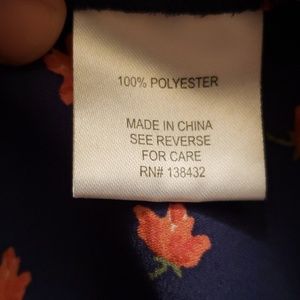 100% POLYESTER
MADE IN CHINA
SEE REVERSE
FOR CARE
RN# 138432